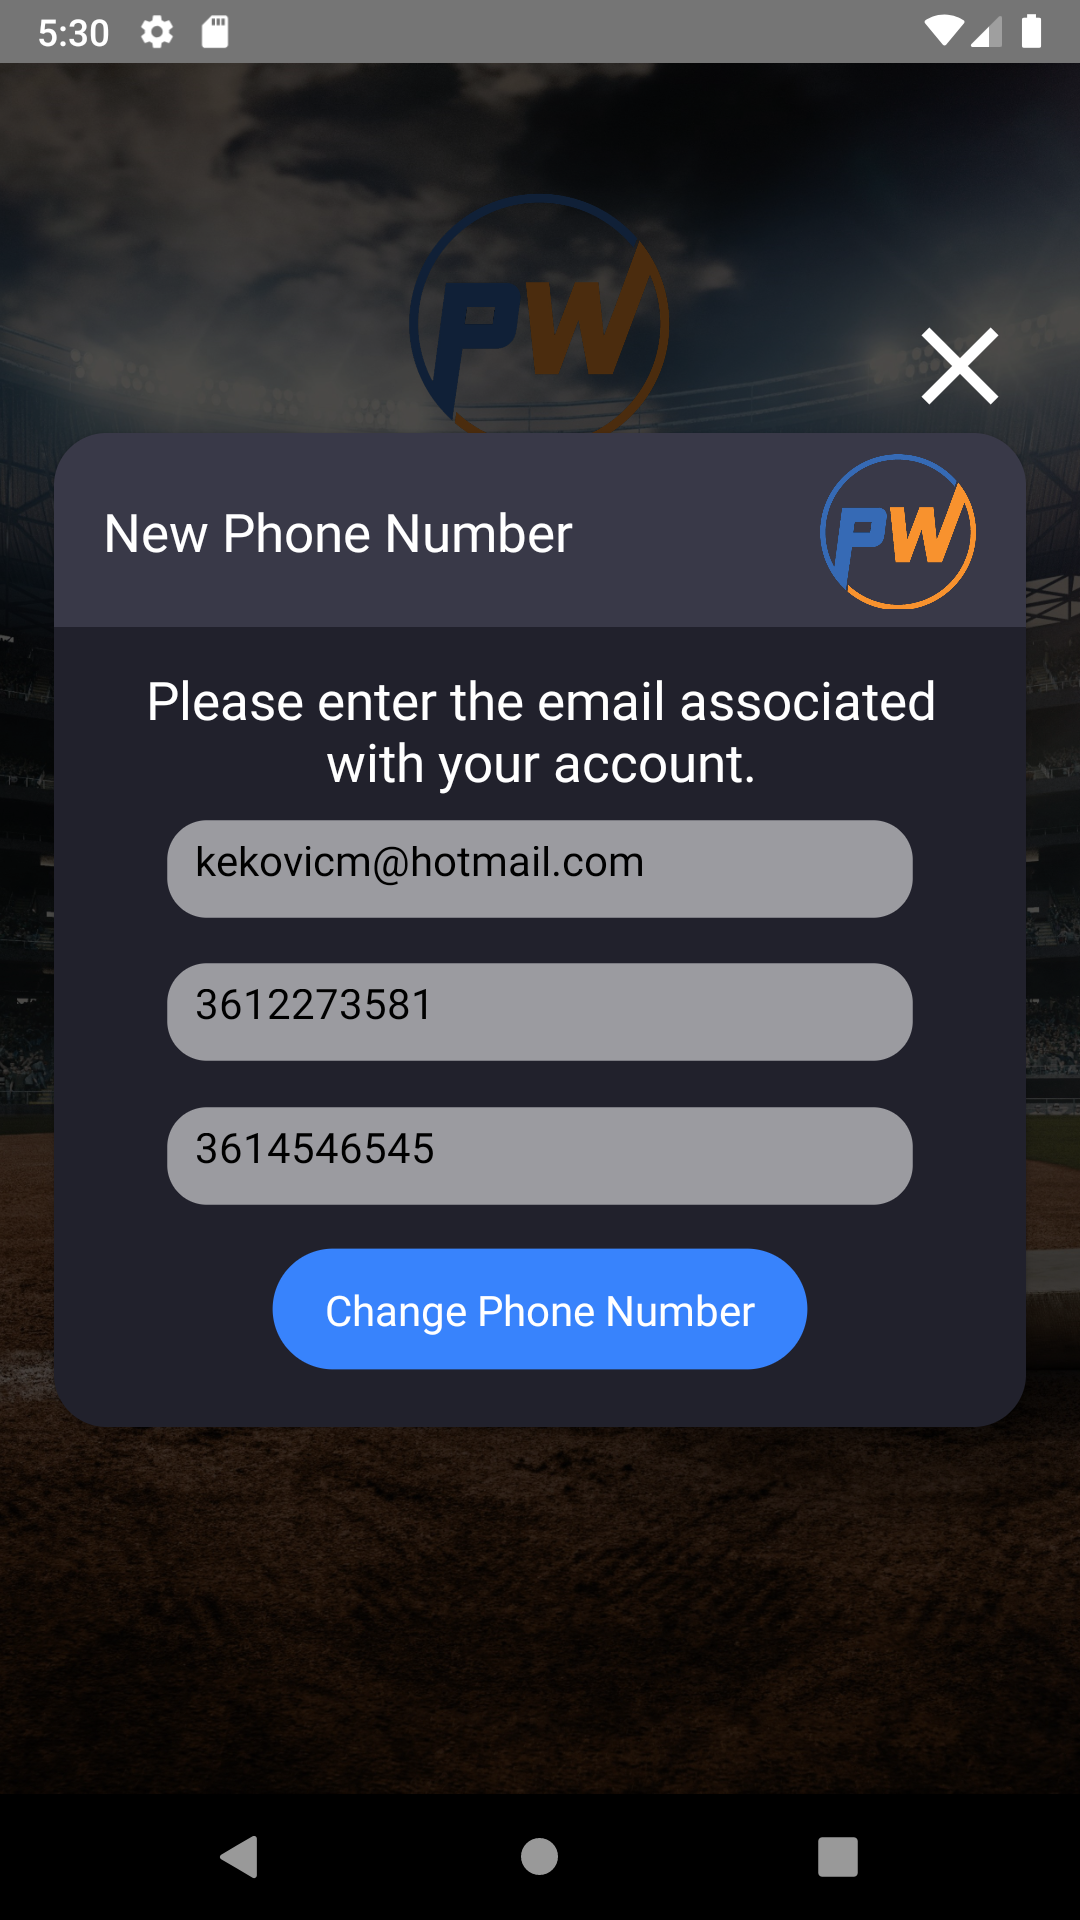 5:30
PW
New Phone Number
PW
Please enter the email associated
with your account.
kekovicm@hotmail.com
3612273581
3614546545
Change Phone Number